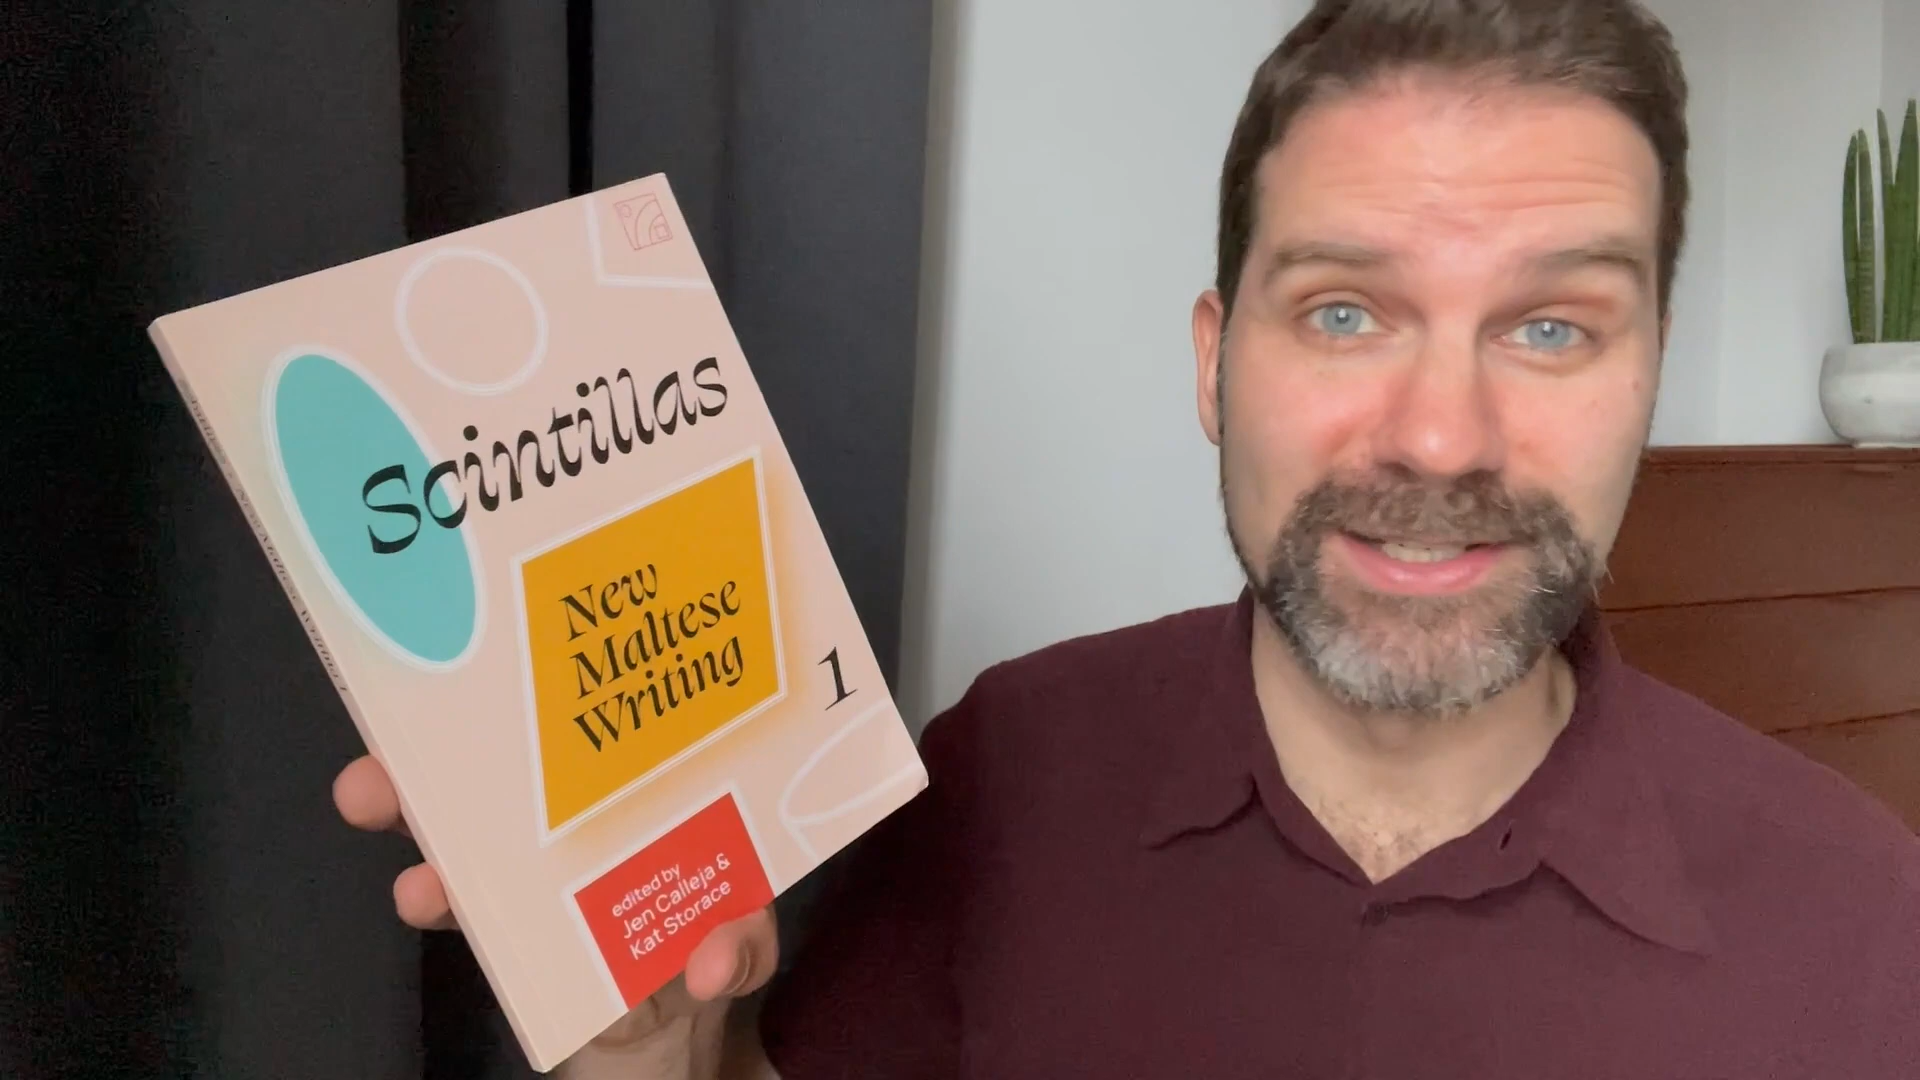 Scintillas
New
Maltese
Writing
1
edited by
Jen Calleja &
Kat Storace